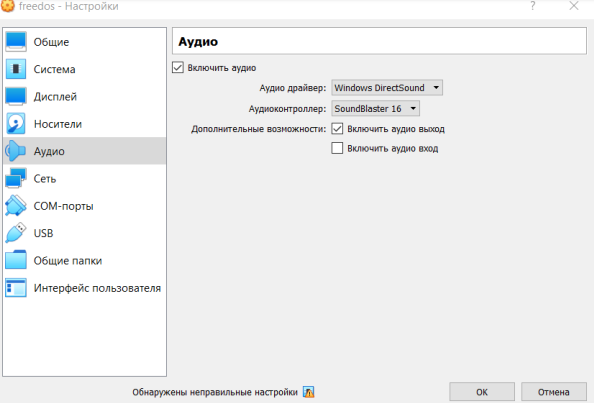 freedos - Настройки
?
Общие
Система
Дисплей
Носители
Аудио
Сеть
COM-порты
USB
Общие папки
Интерфейс пользователя
Аудио
Включить аудио
Аудио драйвер: Windows DirectSound
Аудиоконтроллер: SoundBlaster 16
Дополнительные возможности: Включить аудио выход
Включить аудио вход
Обнаружены неправильные настройки
ОК
Отмена